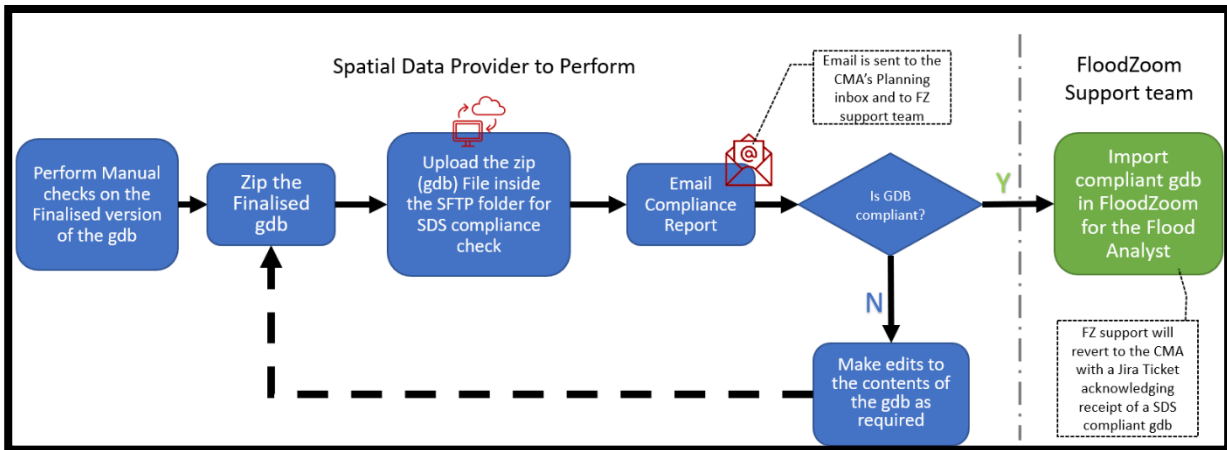 Spatial Data Provider to Perform
Email is sent to the
CMA's Planning
inbox and to FZ
support team
FloodZoom
Support team
Perform Manual
checks on the
Finalised version
of the gdb
Zip the
Finalised
gdb
Upload the zip
(gdb) File inside
the SFTP folder for
SDS compliance
check
@
Email
Compliance
Report
Is GDB
compliant?
Y
Import
compliant gdb
in FloodZoom
for the Flood
Analyst
N
Make edits to
the contents of
the gdb as
required
FZ support will
revert to the CMA
with a Jira Ticket
acknowledging
receipt of a SDS
compliant gdb